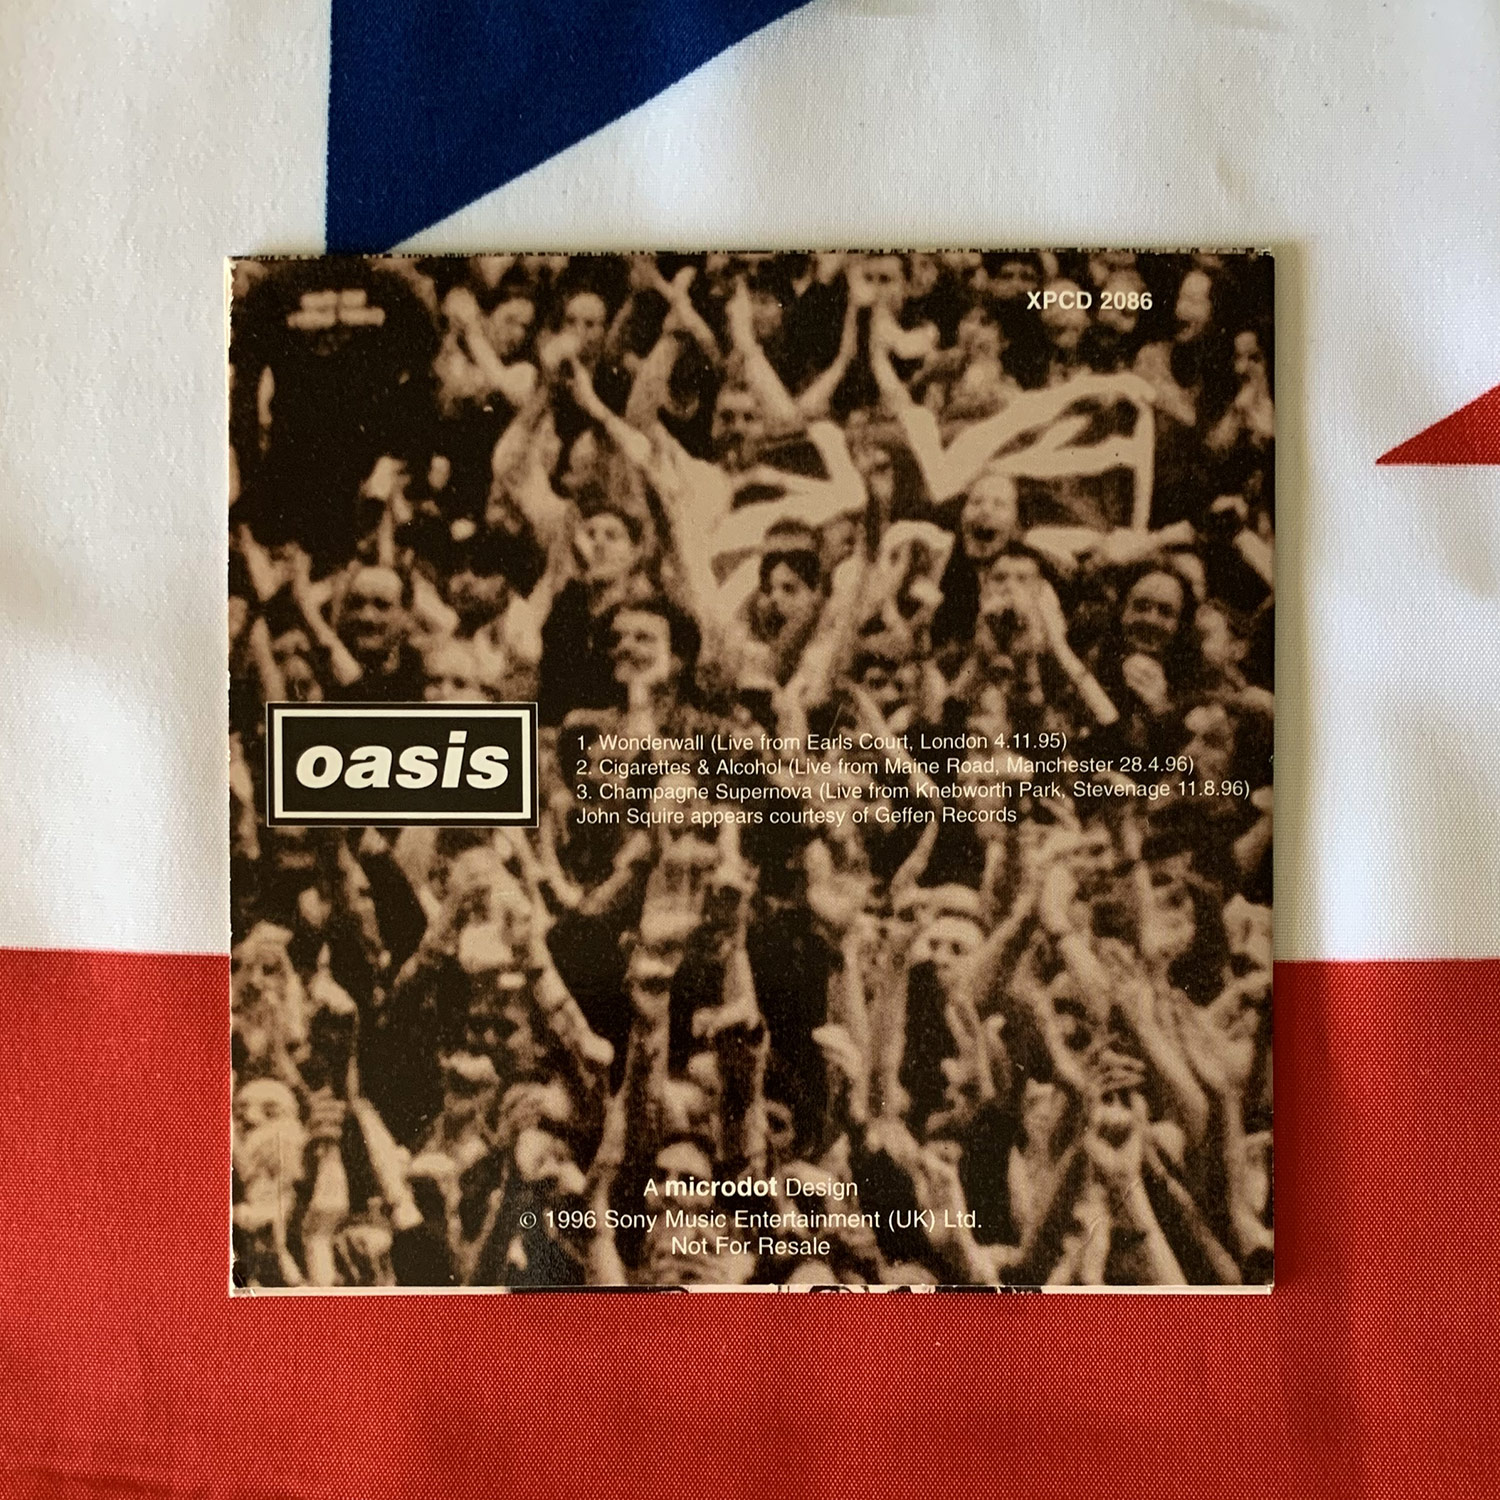 XPCD 2086
oasis
1. Wonderwall (Live from Earls Court, London 4.11.95)
2. Cigarettes & Alcohol (Live from Maine Road, Manchester 28.4.96)
3. Champagne Supernova (Live from Knebworth Park, Stevenage 11.8.96)
John Squire appears courtesy of Geffen Records
A microdot Design
© 1996 Sony Music Entertainment (UK) Ltd.
Not For Resale